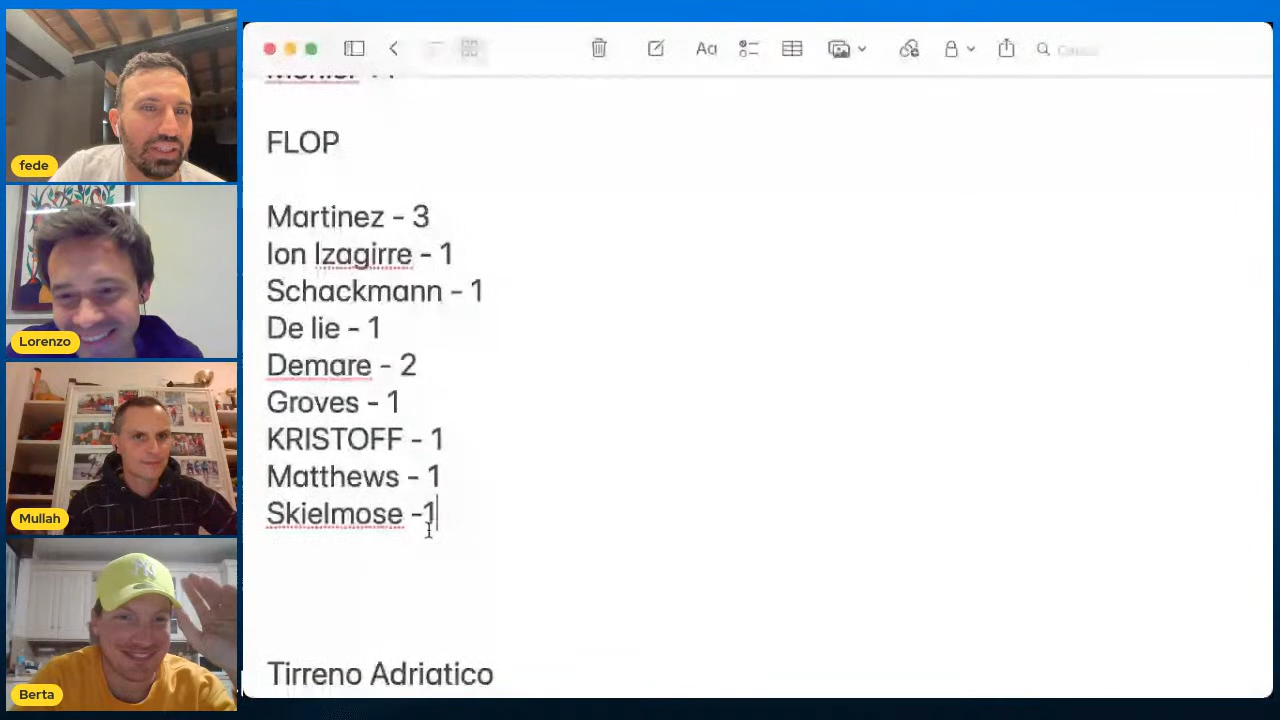 fede
Lorenzo
Mullah
Berta
Aa
FLOP
Martinez - 3
Ion Izagirre - 1
Schackmann - 1
De lie - 1
Demare - 2
Groves - 1
KRISTOFF - 1
Matthews - 1
Skielmose -1
Tirreno Adriatico